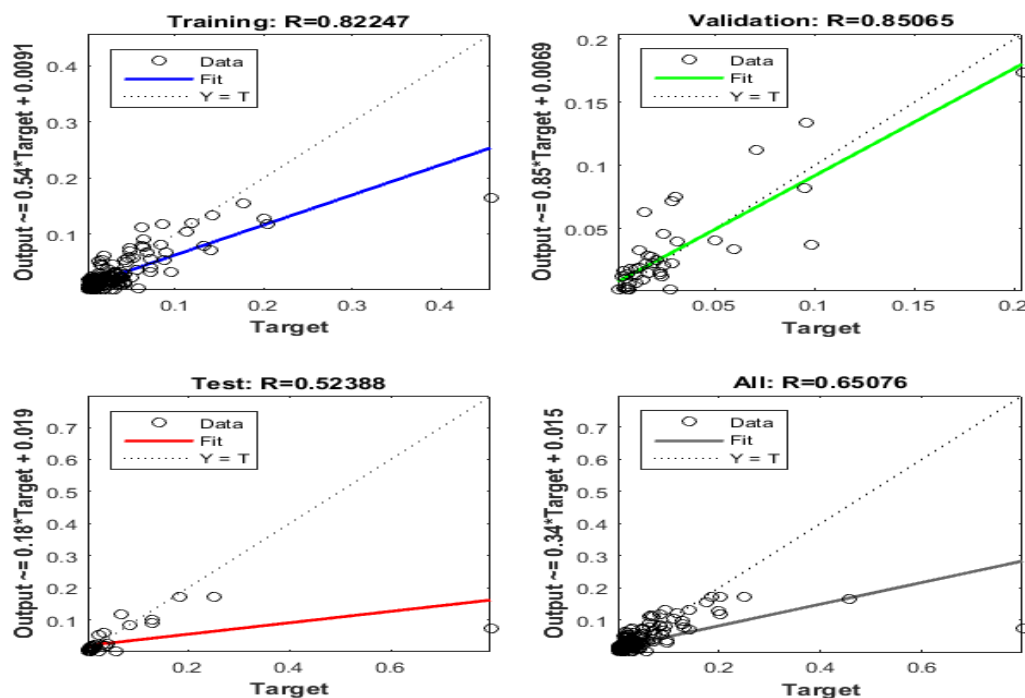 Training: R=0.82247
Output ~= 0.54*Target + 0.0091
Data
Fit
Y = T
0.4
0.3
0.2
0.1
0.1
0.2
0.3
0.4
Target
Validation: R=0.85065
Output ~= 0.85*Target + 0.0069
Data
Fit
Y = T
0.2
0.15
0.1
0.05
0.05
0.1
0.15
0.2
Target
Test: R=0.52388
Output ~= 0.18*Target + 0.019
Data
Fit
Y = T
0.7
0.6
0.5
0.4
0.3
0.2
0.1
0.2
0.4
0.6
Target
All: R=0.65076
Output ~= 0.34*Target + 0.015
Data
Fit
Y = T
0.7
0.6
0.5
0.4
0.3
0.2
0.1
0.2
0.4
0.6
Target